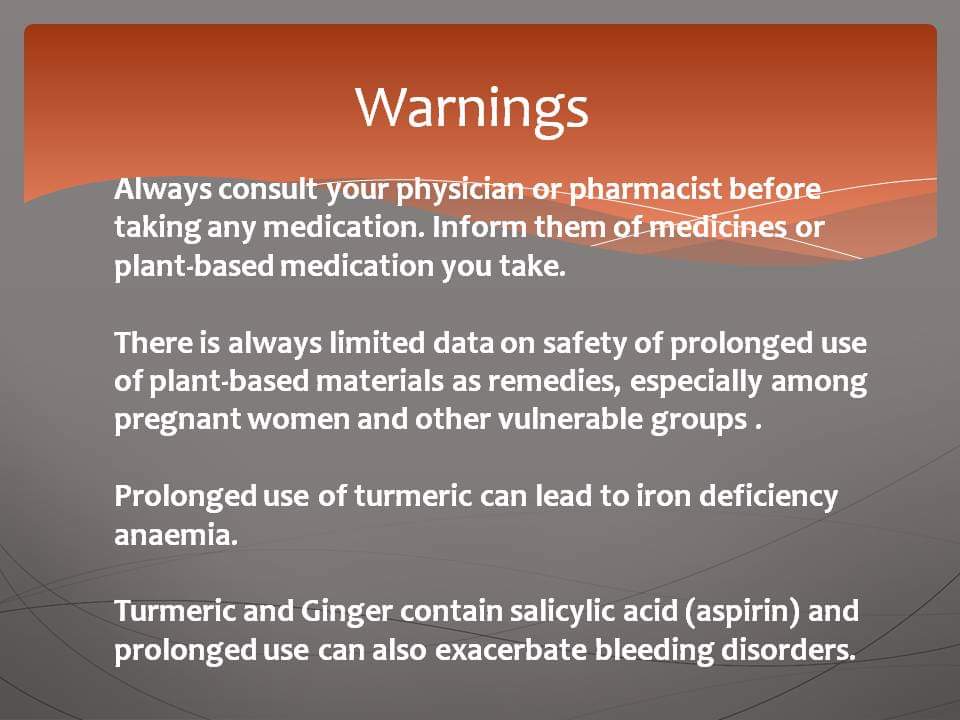 Warnings
Always consult your physician or pharmacist before
taking any medication. Inform them of medicines or
plant-based medication you take.
There is always limited data on safety of prolonged use
of plant-based materials as remedies, especially among
pregnant women and other vulnerable groups .
Prolonged use of turmeric can lead to iron deficiency
anaemia.
Turmeric and Ginger contain salicylic acid (aspirin) and
prolonged use can also exacerbate bleeding disorders.